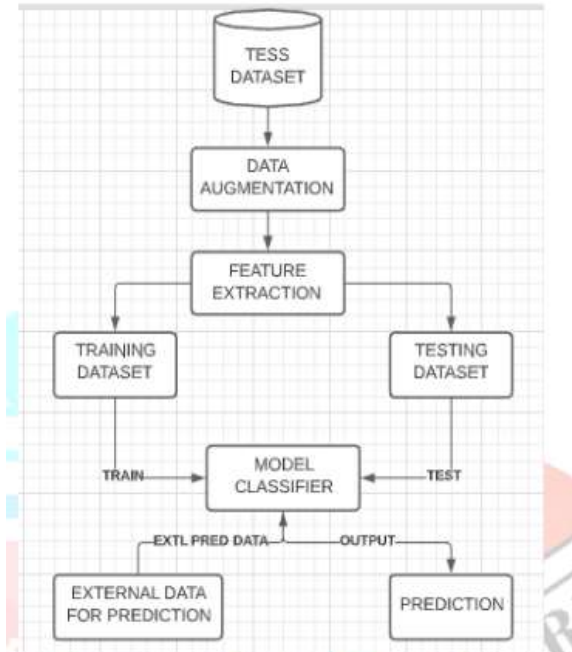 TESS
DATASET
DATA
AUGMENTATION
FEATURE
EXTRACTION
TRAINING
DATASET
TESTING
DATASET
TRAIN
MODEL
CLASSIFIER
TEST
EXTL PRED DATA
OUTPUT
EXTERNAL DATA
FOR PREDICTION
PREDICTION
R